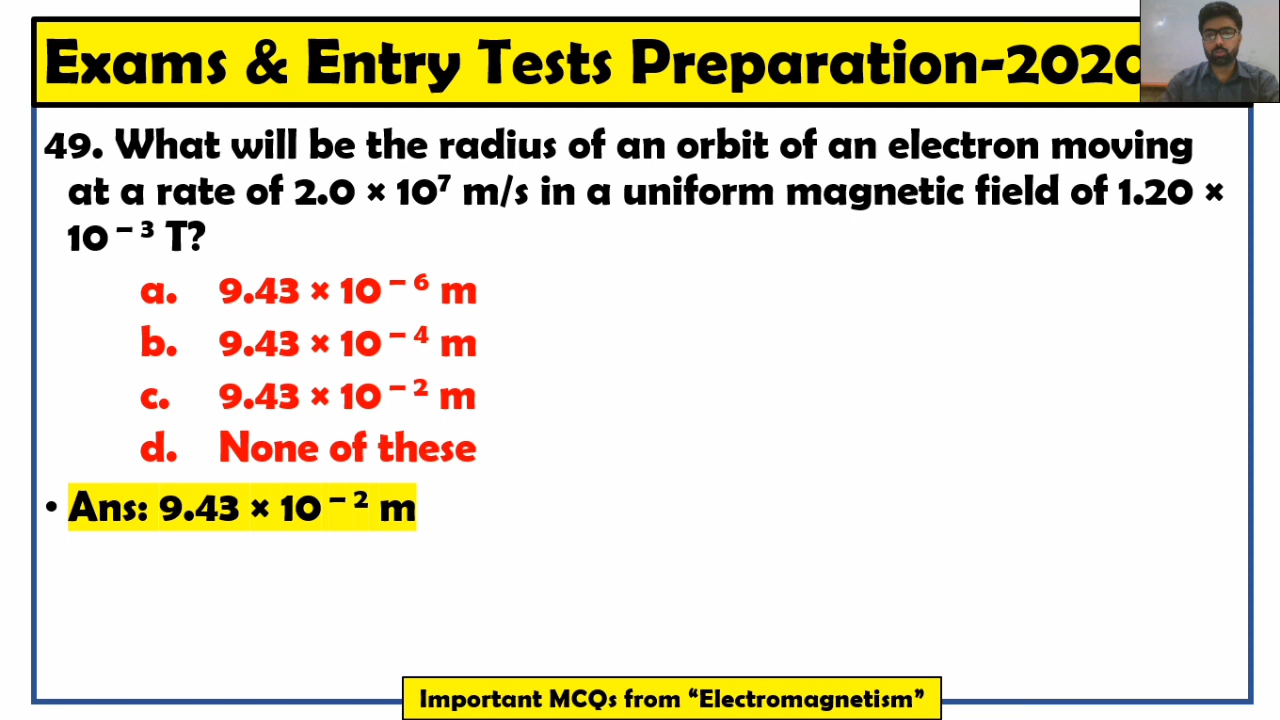 Exams & Entry Tests Preparation-2020
49. What will be the radius of an orbit of an electron moving
at a rate of 2.0 × 10⁷ m/s in a uniform magnetic field of 1.20 ×
10⁻³ T?
a. 9.43 × 10⁻⁶ m
b. 9.43 × 10⁻⁴ m
c. 9.43 × 10⁻² m
d. None of these
• Ans: 9.43 × 10⁻² m
Important MCQs from “Electromagnetism”